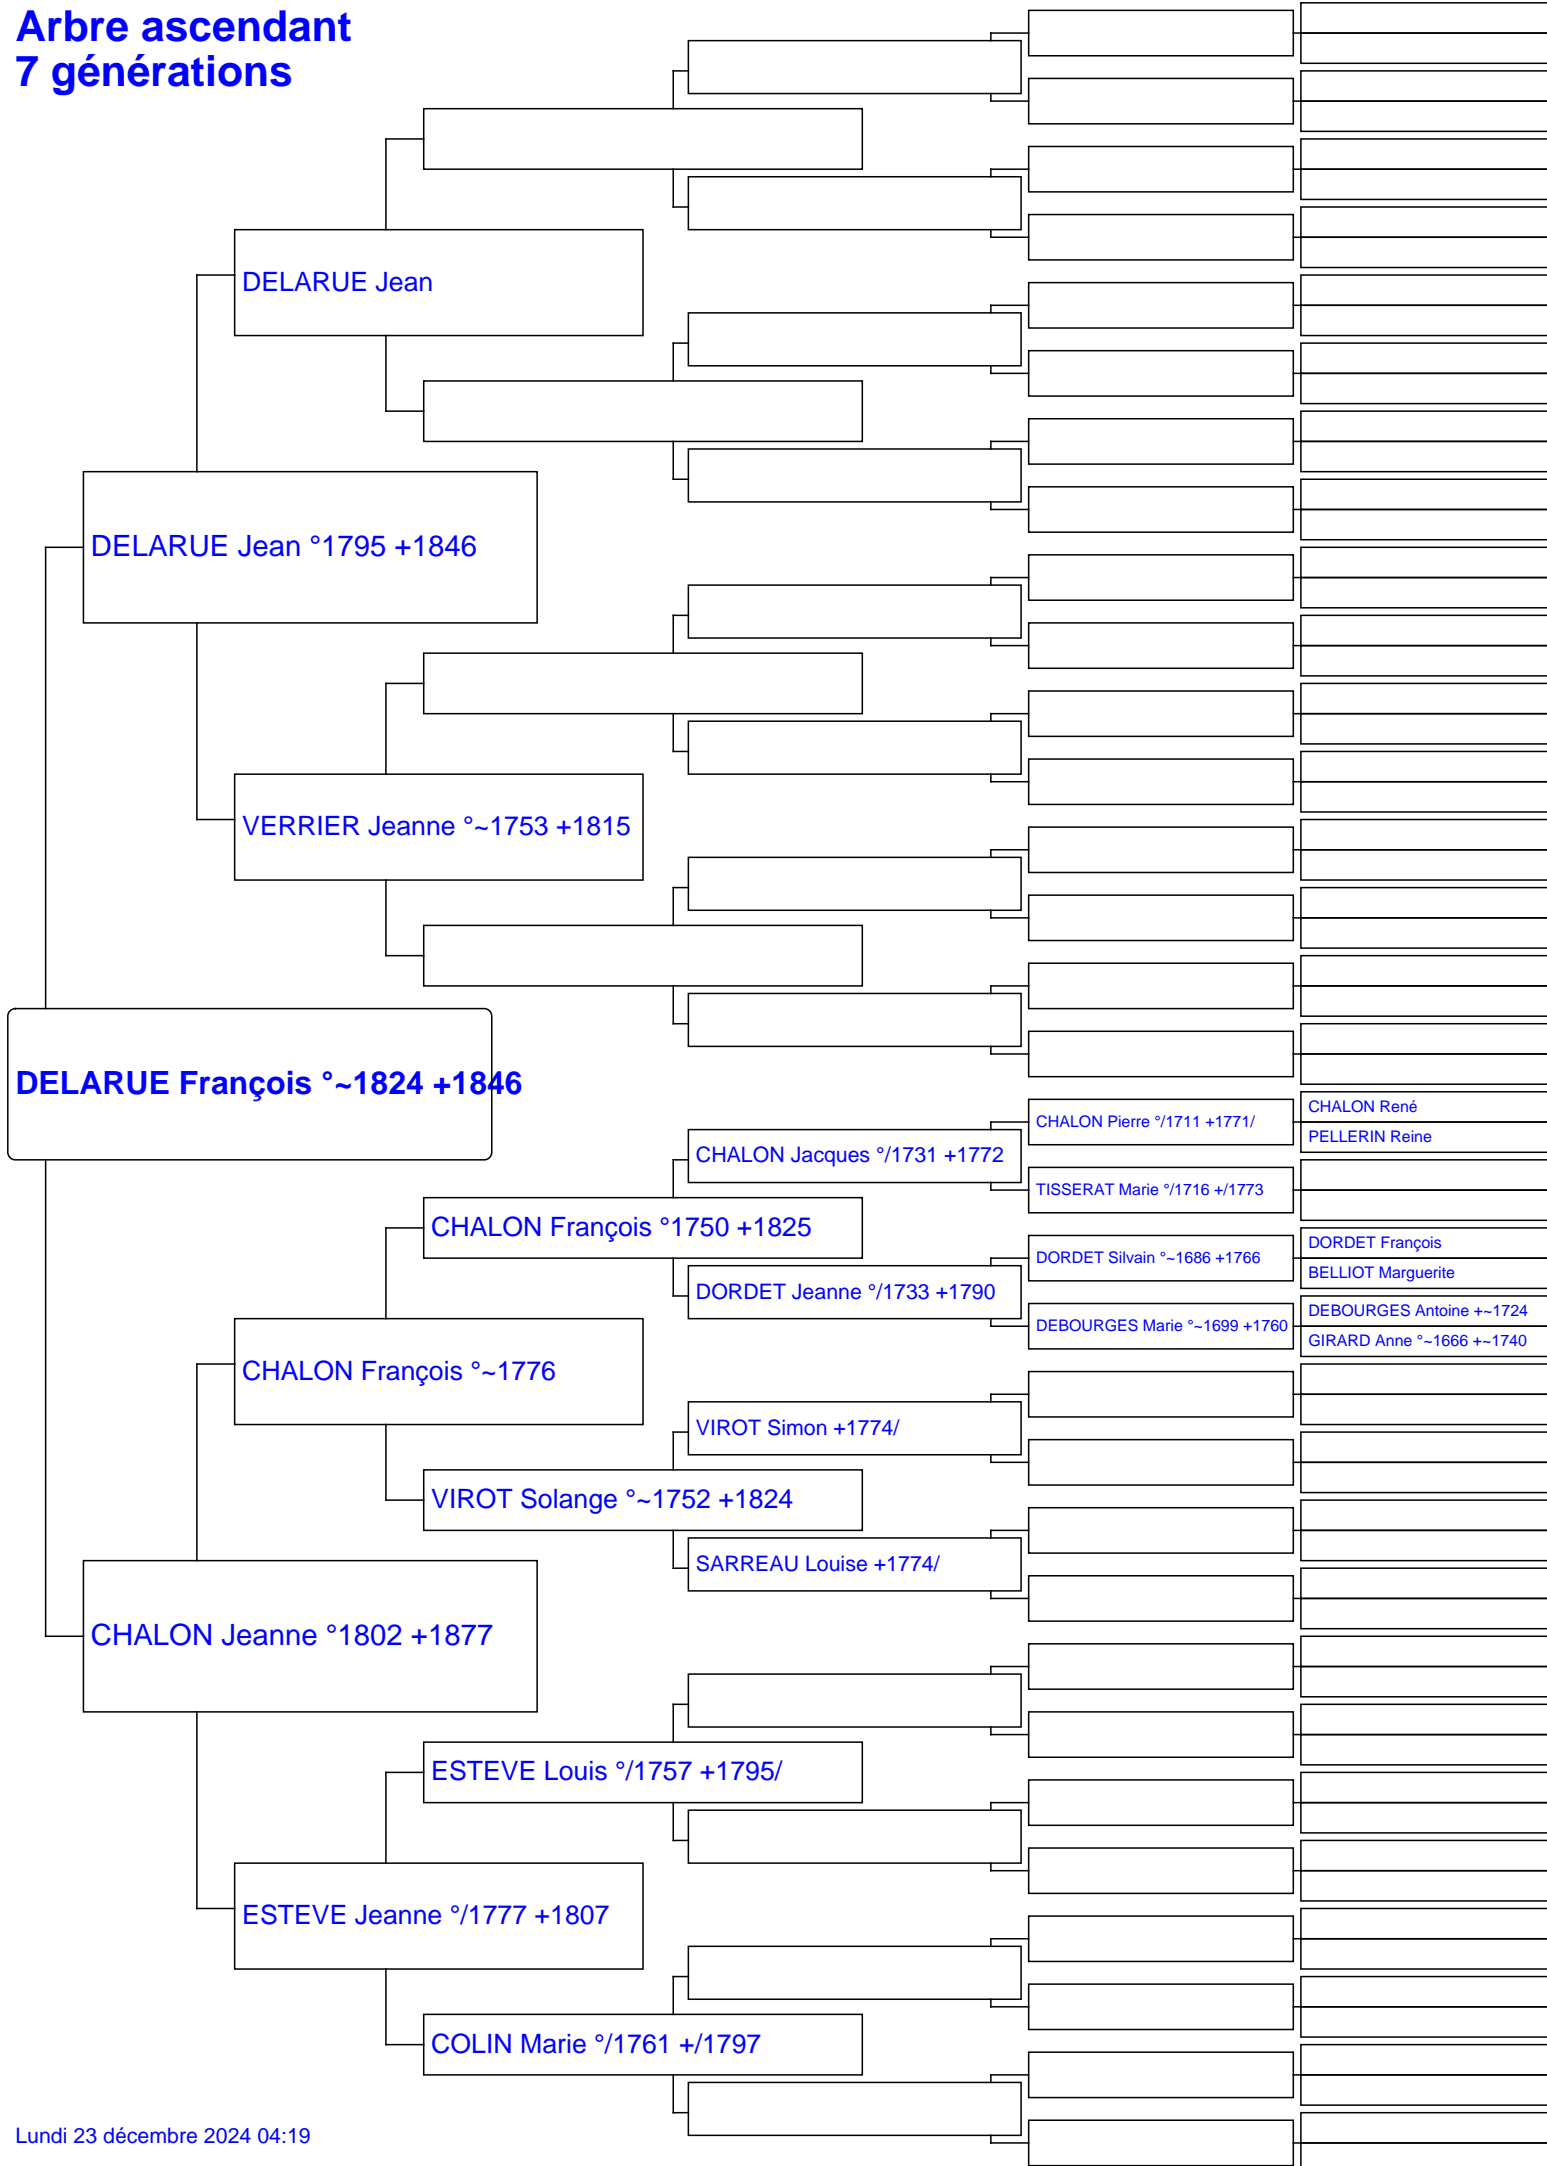 Arbre ascendant
7 générations
DELARUE Jean
DELARUE Jean °1795 +1846
VERRIER Jeanne °~1753 +1815
DELARUE François °~1824 +1846
CHALON René
CHALON Pierre °/1711 +1771/
PELLERIN Reine
CHALON Jacques °/1731 +1772
TISSERAT Marie °/1716 +/1773
CHALON François °1750 +1825
DORDET François
DORDET Silvain °~1686 +1766
BELLIOT Marguerite
DORDET Jeanne °/1733 +1790
DEBOURGES Antoine +~1724
DEBOURGES Marie °~1699 +1760
GIRARD Anne °~1666 +~1740
CHALON François °~1776
VIROT Simon +1774/
VIROT Solange °~1752 +1824
SARREAU Louise +1774/
CHALON Jeanne °1802 +1877
ESTEVE Louis °/1757 +1795/
ESTEVE Jeanne °/1777 +1807
COLIN Marie °/1761 +/1797
Lundi 23 décembre 2024 04:19